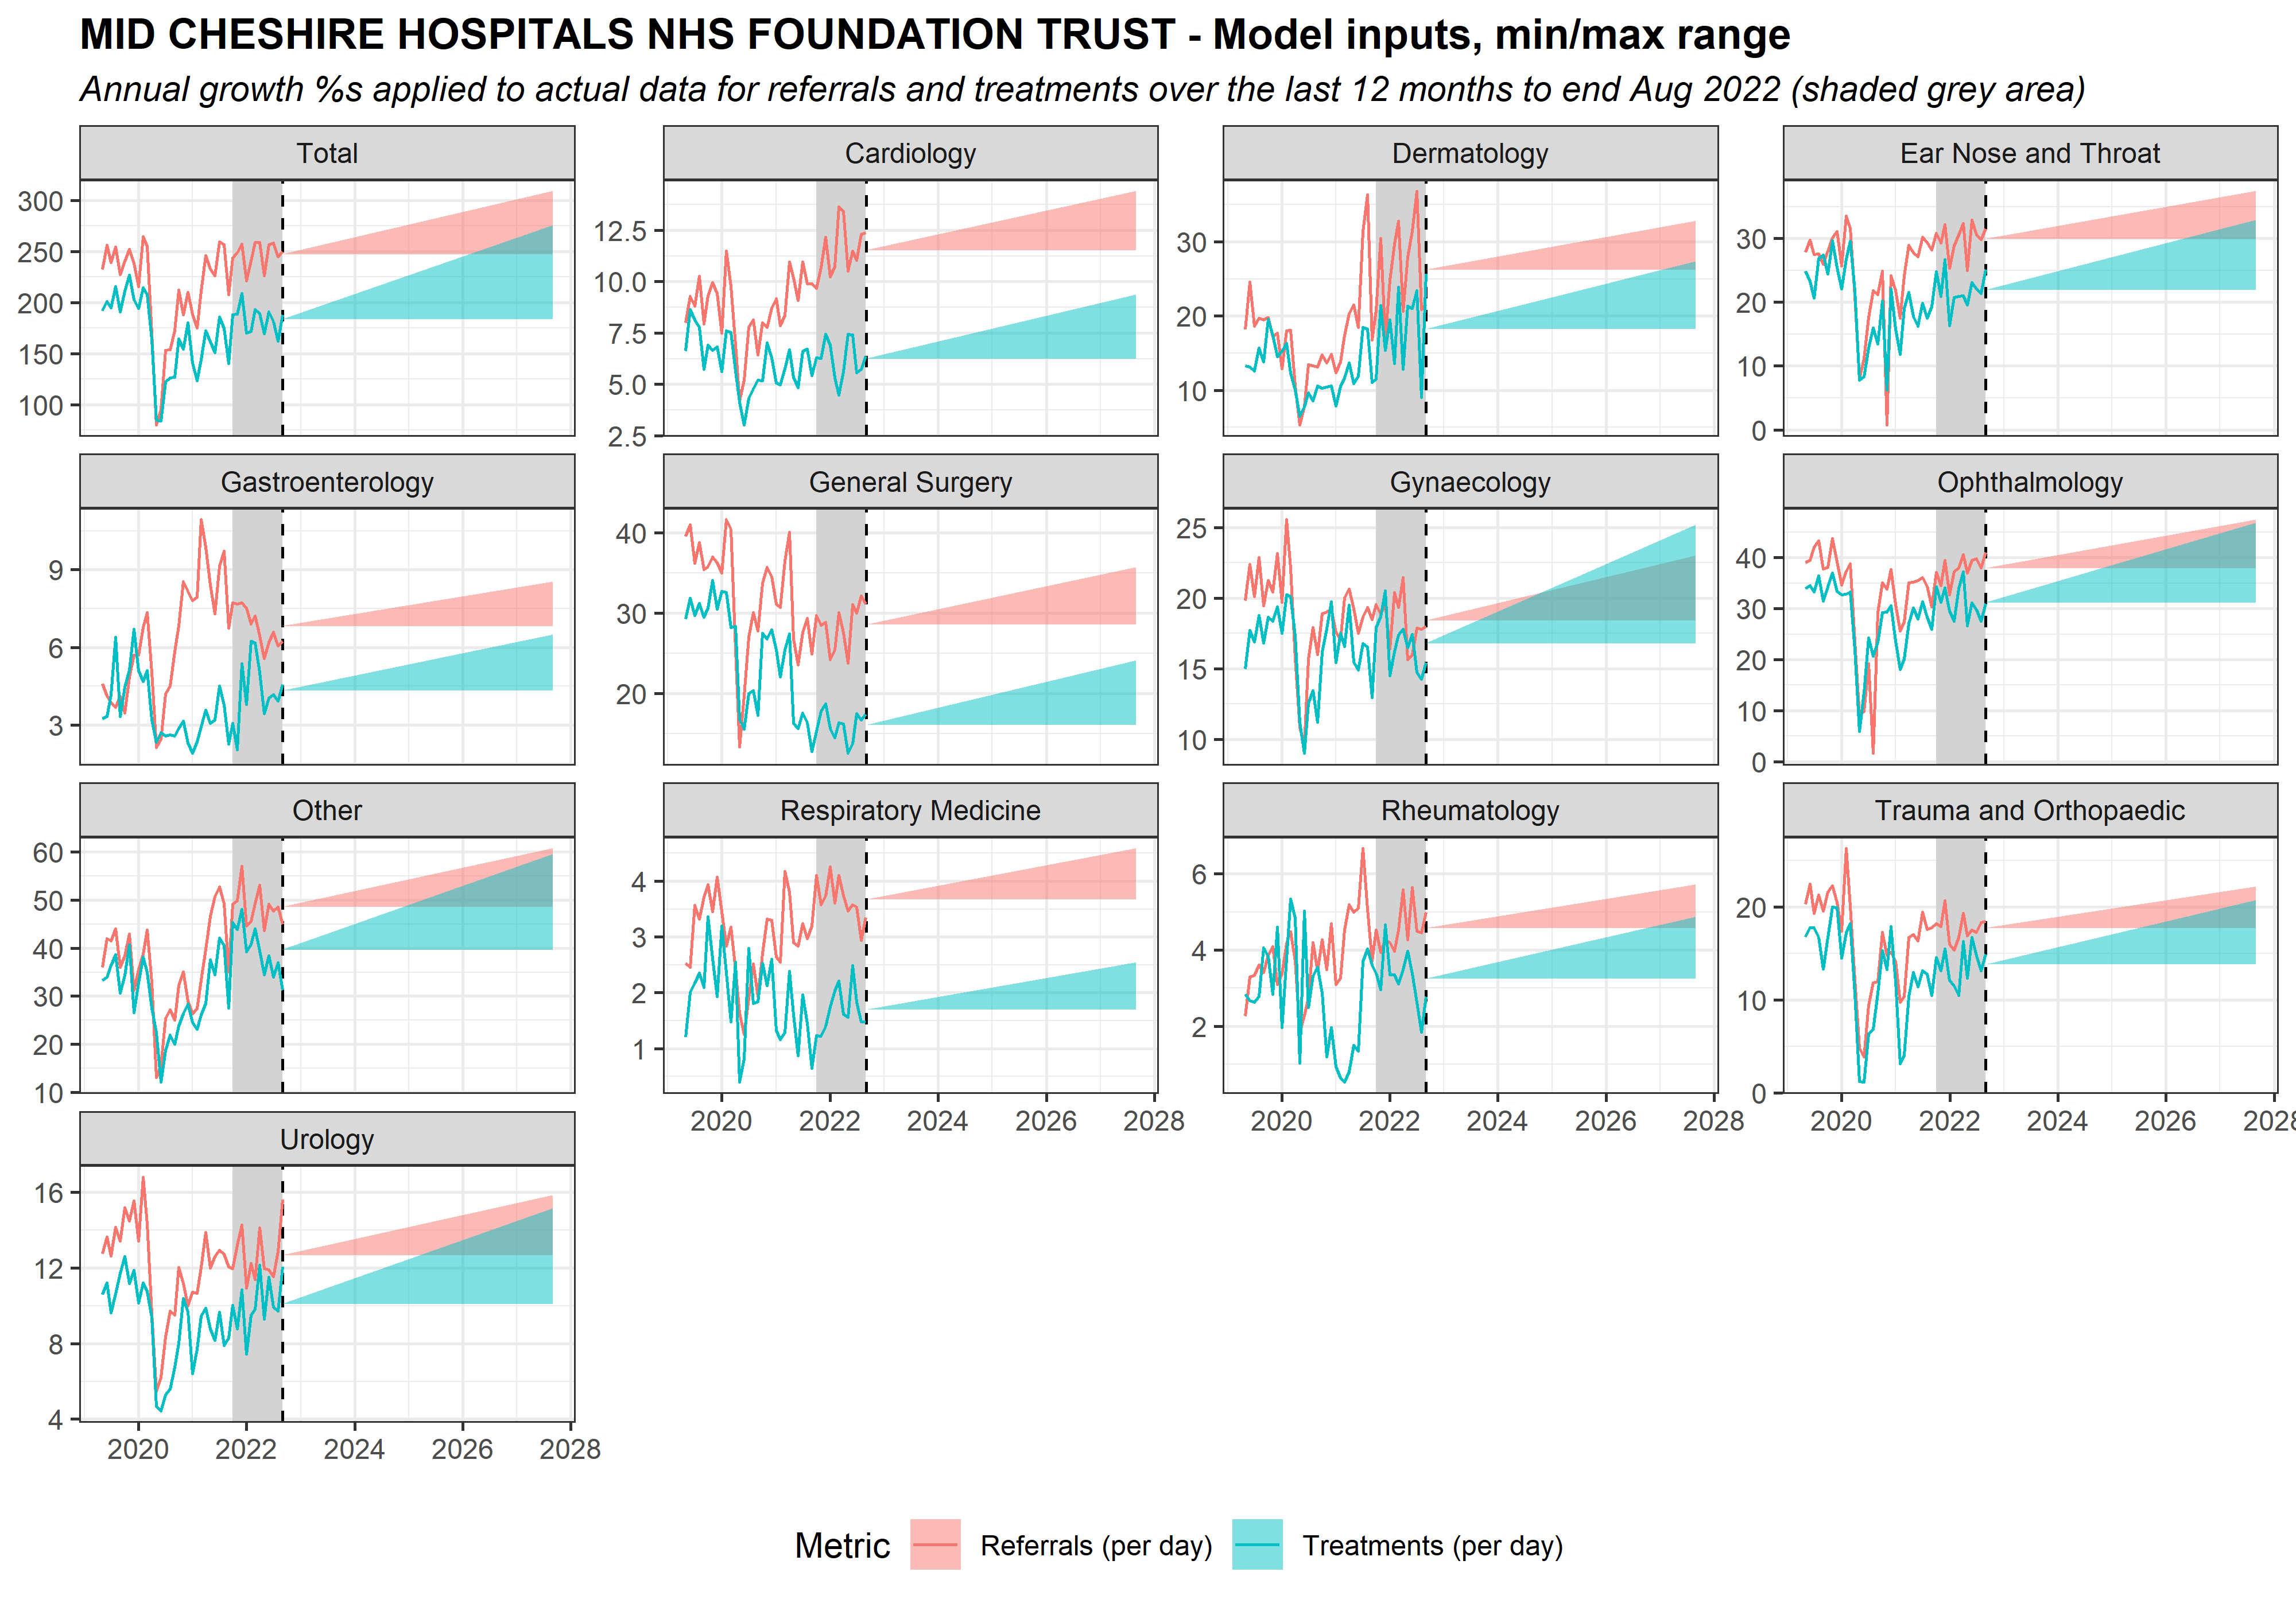 MID CHESHIRE HOSPITALS NHS FOUNDATION TRUST - Model inputs, min/max range
Annual growth %s applied to actual data for referrals and treatments over the last 12 months to end Aug 2022 (shaded grey area)
Total
300
250
200
150
100
Cardiology
12.5
10.0
7.5
5.0
2.5
Dermatology
30
20
10
Ear Nose and Throat
30
20
10
0
Gastroenterology
9
6
3
General Surgery
40
30
20
Gynaecology
25
20
15
10
Ophthalmology
40
30
20
10
0
Other
60
50
40
30
20
10
Respiratory Medicine
4
3
2
1
2020 2022 2024 2026 2028
Rheumatology
6
4
2
2020 2022 2024 2026 2028
Trauma and Orthopaedic
20
10
0
2020 2022 2024 2026 2028
Urology
16
12
8
4
2020 2022 2024 2026 2028
Metric Referrals (per day) Treatments (per day)